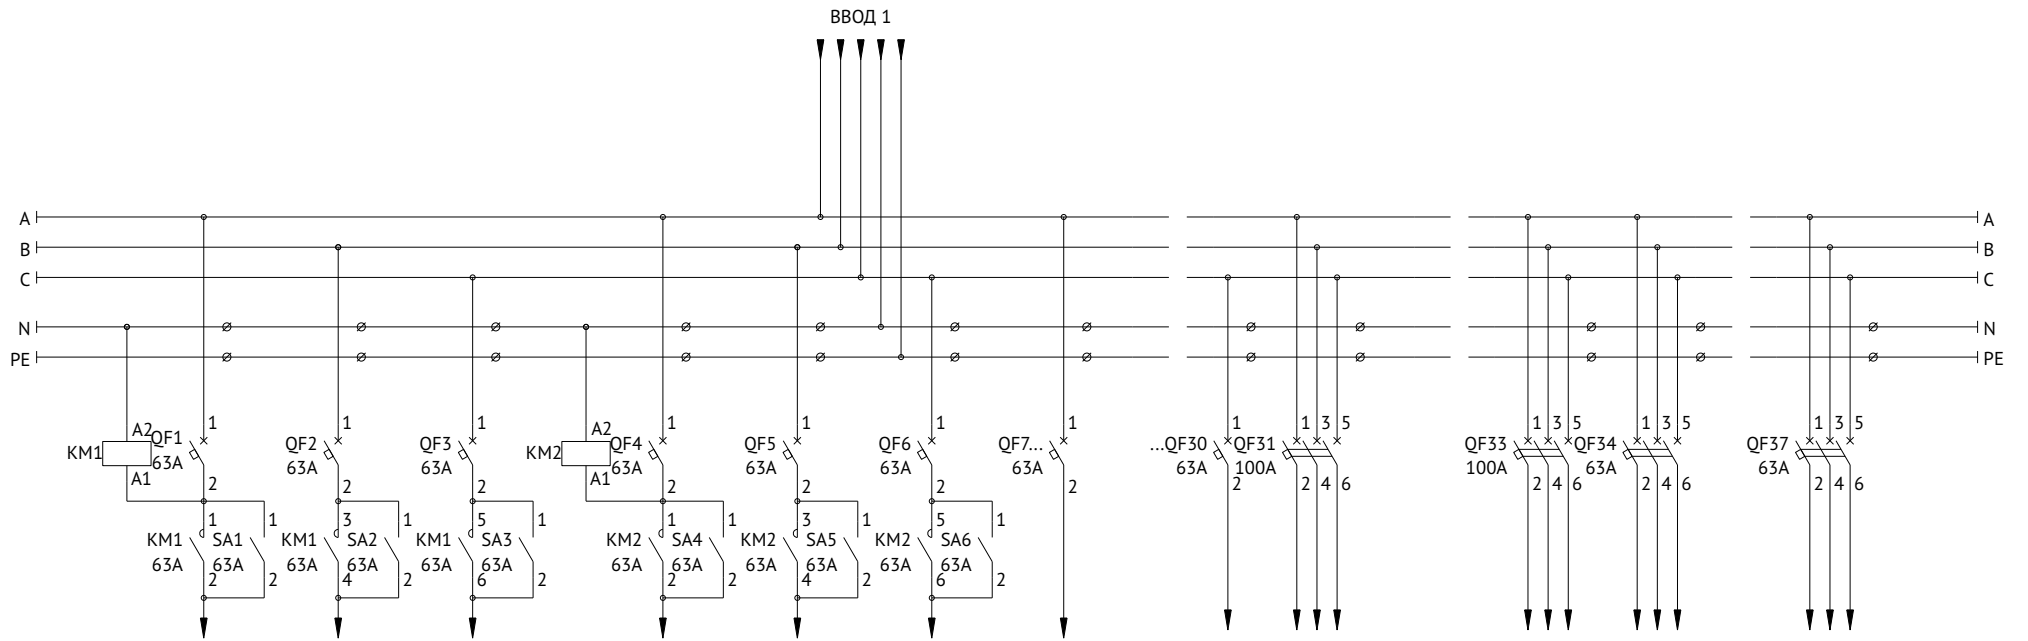 ВВОД 1
A A
B B
C C
N N
PE PE
1 1 1 1 1 1 1 1 1 3 5 1 3 5 1 3 5 1 3 5
A2 A2
KM1 QF1 QF2 QF3 KM2 QF4 QF5 QF6 QF7... ...QF30 QF31 QF33 QF34 QF37
63A 63A 63A 63A 63A 63A 63A 63A 100A 100A 63A 63A
A1 A1
2 2 2 2 2 2 2 2 2 4 6 2 4 6 2 4 6 2 4 6
1 1 3 1 5 1 1 1 3 1 5 1
KM1 SA1 KM1 SA2 KM1 SA3 KM2 SA4 KM2 SA5 KM2 SA6
63A 63A 63A 63A 63A 63A 63A 63A 63A 63A 63A 63A
2 2 4 2 6 2 2 2 4 2 6 2